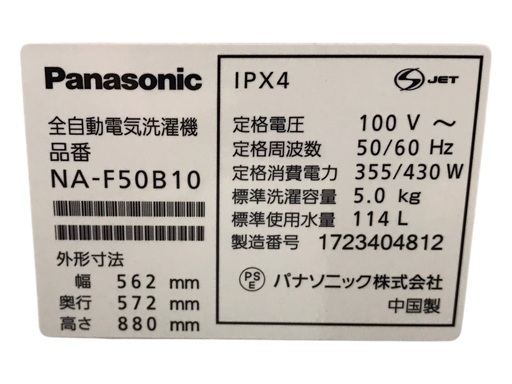 Panasonic
全自動電気洗濯機
品番
NA-F50B10
外形寸法
幅 562 mm
奥行 572 mm
高さ 880 mm
IPX4
S JET
定格電圧 100 V ～
定格周波数 50/60 Hz
定格消費電力 355/430 W
標準洗濯容量 5.0 kg
標準使用水量 114 L
製造番号 1723404812
PS E パナソニック株式会社
中国製